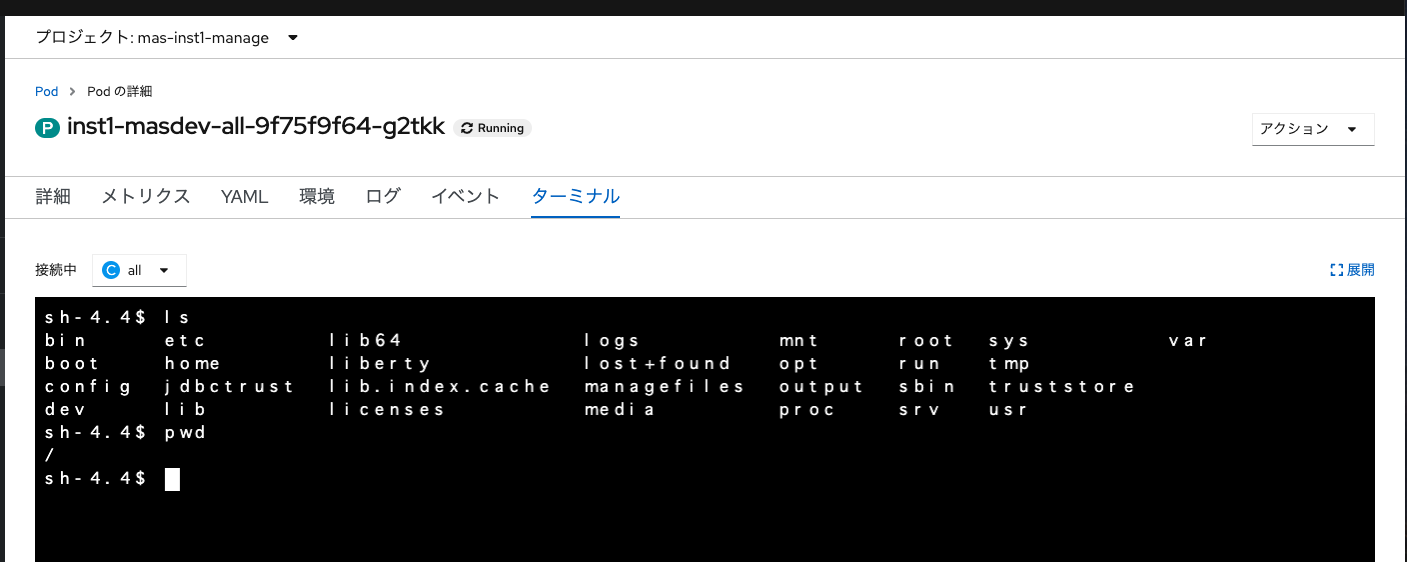 プロジェクト: mas-inst1-manage
Pod > Pod の詳細
P inst1-masdev-all-9f75f9f64-g2tkk Running
アクション
詳細 メトリクス YAML 環境 ログ イベント ターミナル
接続中 C all 展開
sh-4.4$ ls
bin etc lib64 logs mnt root sys var
boot home liberty lost+found opt run tmp
config jdbctrust lib.index.cache managefiles output sbin truststore
dev lib licenses media proc srv usr
sh-4.4$ pwd
/
sh-4.4$